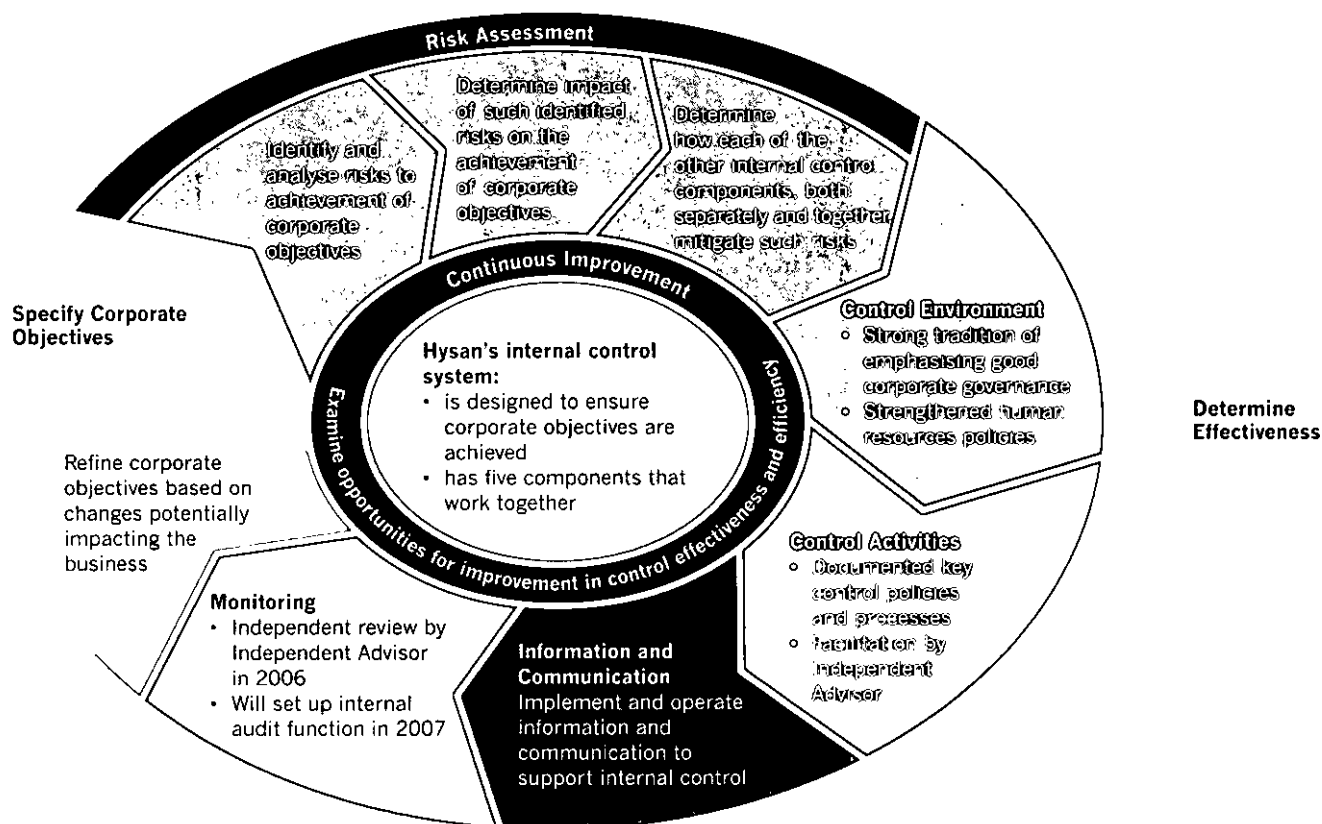 Risk Assessment
Identify and
analyse risks to
achievement of
corporate
objectives
Determine impact
of such identified
risks on the
achievement
of corporate
objectives
Determine
how each of the
other internal control
components, both
separately and together
mitigate such risks
Continuous Improvement
Specify Corporate
Objectives
Hysan's internal control
system:
• is designed to ensure
corporate objectives are
achieved
• has five components that
work together
Examine opportunities for improvement in control effectiveness and efficiency
Control Environment
○ Strong tradition of
emphasising good
corporate governance
○ Strengthened human
resources policies
Determine
Effectiveness
Control Activities
○ Documented key
control policies
and processes
○ Facilitation by
Independent
Advisor
Information and
Communication
Implement and operate
information and
communication to
support internal control
Monitoring
• Independent review by
Independent Advisor
in 2006
• Will set up internal
audit function in 2007
Refine corporate
objectives based on
changes potentially
impacting the
business